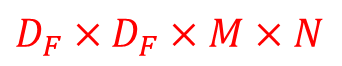 D_F × D_F × M × N